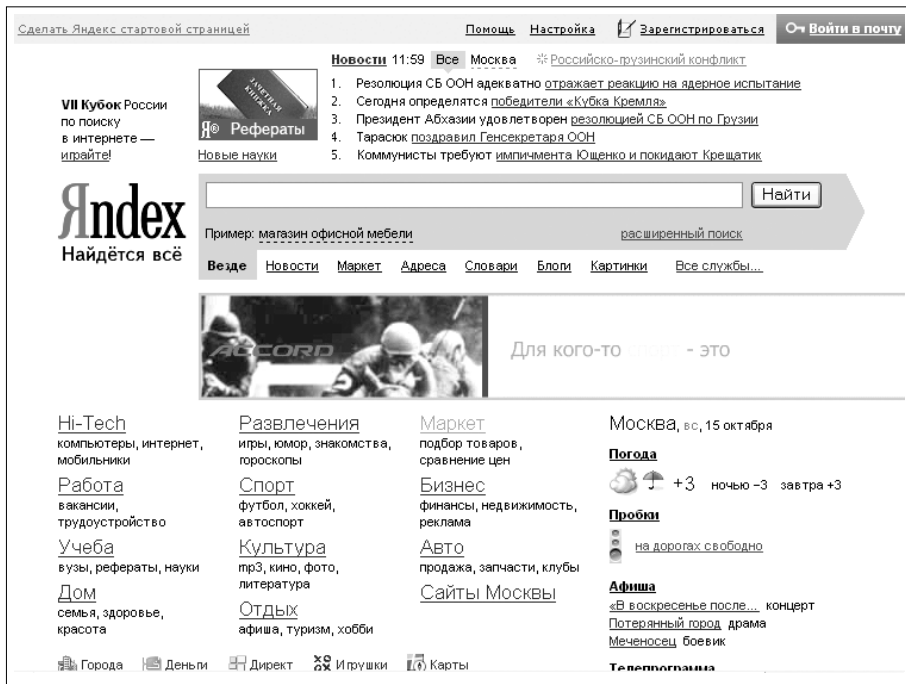 Сделать Яндекс стартовой страницей
Помощь Настройка Зарегистрироваться Войти в почту
Новости 11:59 Все Москва Российско-грузинский конфликт
1. Резолюция СБ ООН адекватно отражает реакцию на ядерное испытание
2. Сегодня определятся победители «Кубка Кремля»
3. Президент Абхазии удовлетворен резолюцией СБ ООН по Грузии
4. Тарасюк поздравил Генсекретаря ООН
5. Коммунисты требуют импичмента Ющенко и покидают Крещатик
VII Кубок России
по поиску
в интернете —
играйте!
ЗАЧЕТНАЯ
КНИЖКА
Я® Рефераты
Новые науки
Яndex
Найдётся всё
Найти
Пример: магазин офисной мебели расширенный поиск
Везде Новости Маркет Адреса Словари Блоги Картинки Все службы...
ACCORD
Для кого-то спорт - это
Hi-Tech
компьютеры, интернет,
мобильники
Работа
вакансии,
трудоустройство
Учеба
вузы, рефераты, науки
Дом
семья, здоровье,
красота
Развлечения
игры, юмор, знакомства,
гороскопы
Спорт
футбол, хоккей,
автоспорт
Культура
mp3, кино, фото,
литература
Отдых
афиша, туризм, хобби
Маркет
подбор товаров,
сравнение цен
Бизнес
финансы, недвижимость,
реклама
Авто
продажа, запчасти, клубы
Сайты Москвы
Москва, вс, 15 октября
Погода
+3 ночью −3 завтра +3
Пробки
на дорогах свободно
Афиша
«В воскресенье после... концерт
Потерянный город драма
Меченосец боевик
Телепрограмма
Города Деньги Директ Игрушки Карты